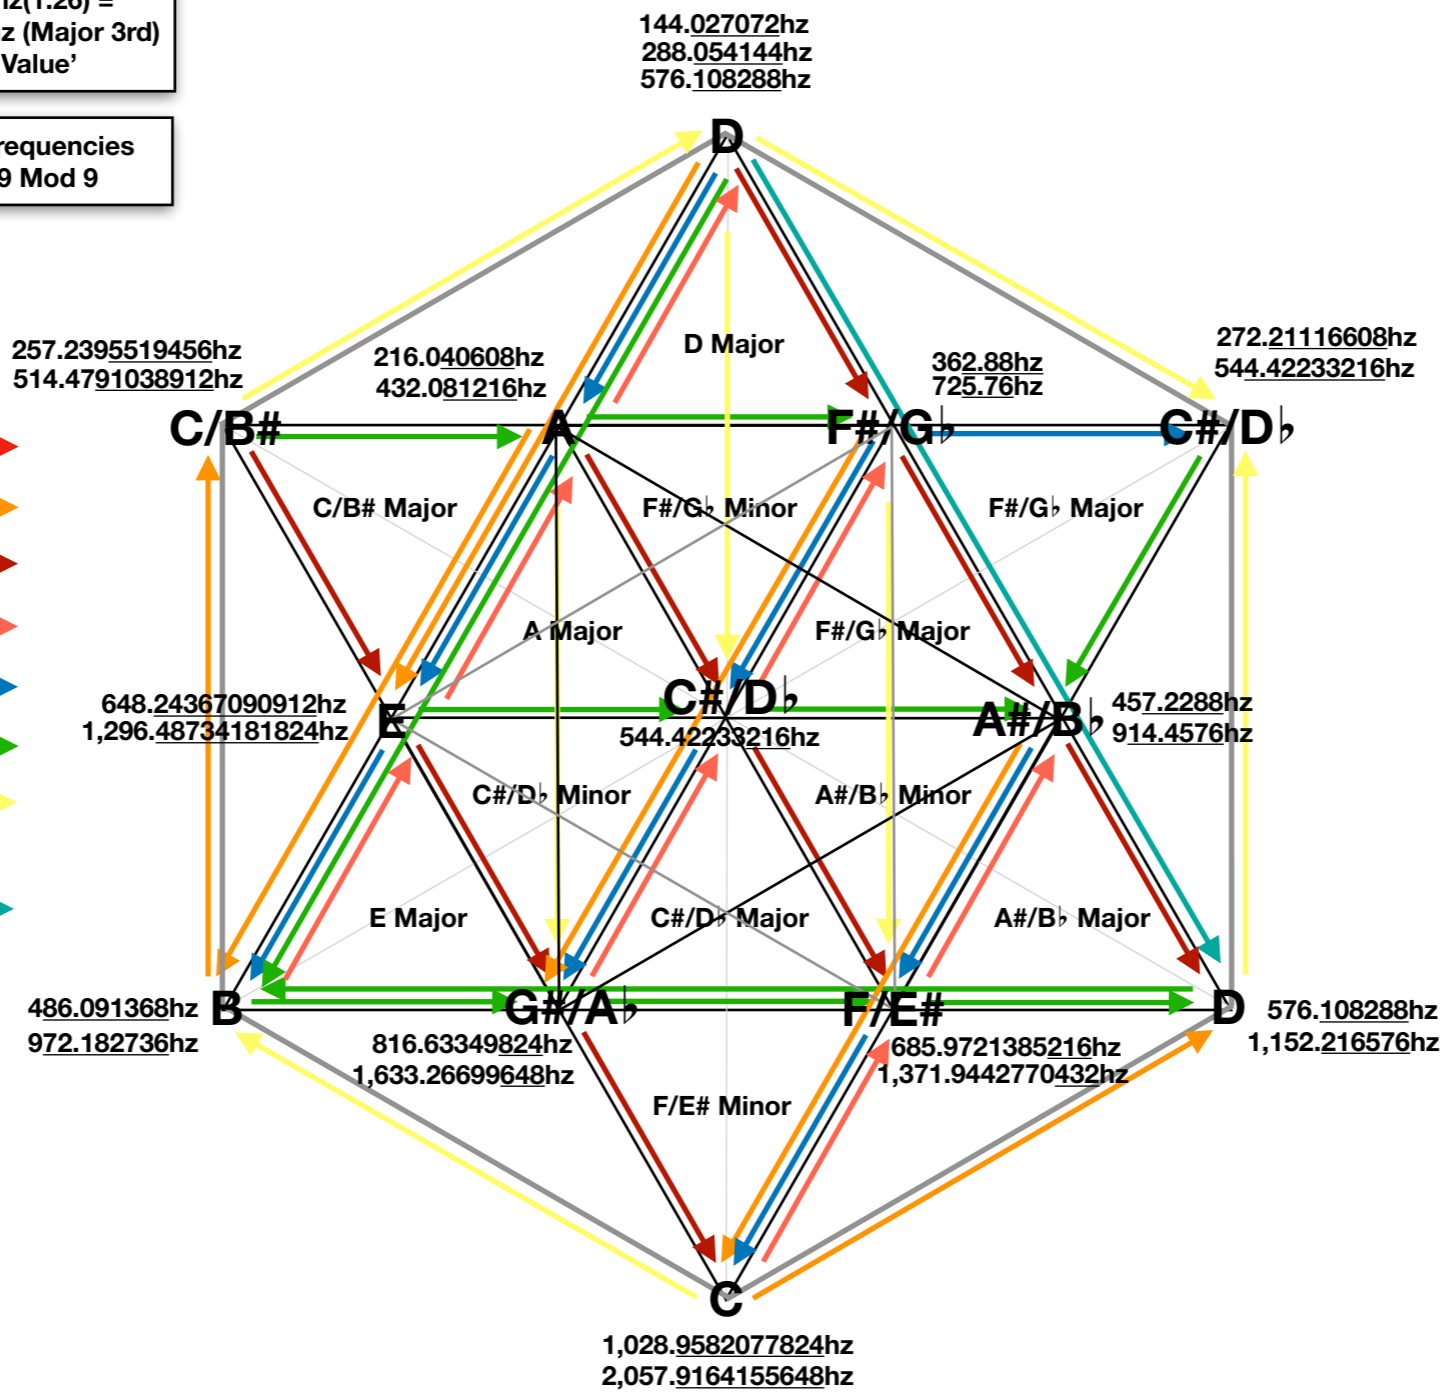 hz(1.26) =
z (Major 3rd)
Value’
requencies
9 Mod 9
144.027072hz
288.054144hz
576.108288hz
D
D Major
257.2395519456hz
514.4791038912hz
216.040608hz
432.081216hz
362.88hz
725.76hz
272.21116608hz
544.42233216hz
C/B#
A
F#/G♭
C#/D♭
C/B# Major
F#/G♭ Minor
F#/G♭ Major
A Major
F#/G♭ Major
648.24367090912hz
1,296.48734181824hz
E
C#/D♭
544.42233216hz
A#/B♭
457.2288hz
914.4576hz
C#/D♭ Minor
A#/B♭ Minor
E Major
C#/D♭ Major
A#/B♭ Major
486.091368hz
972.182736hz
B
G#/A♭
F/E#
D
576.108288hz
1,152.216576hz
816.63349824hz
1,633.26699648hz
685.9721385216hz
1,371.9442770432hz
F/E# Minor
C
1,028.9582077824hz
2,057.9164155648hz